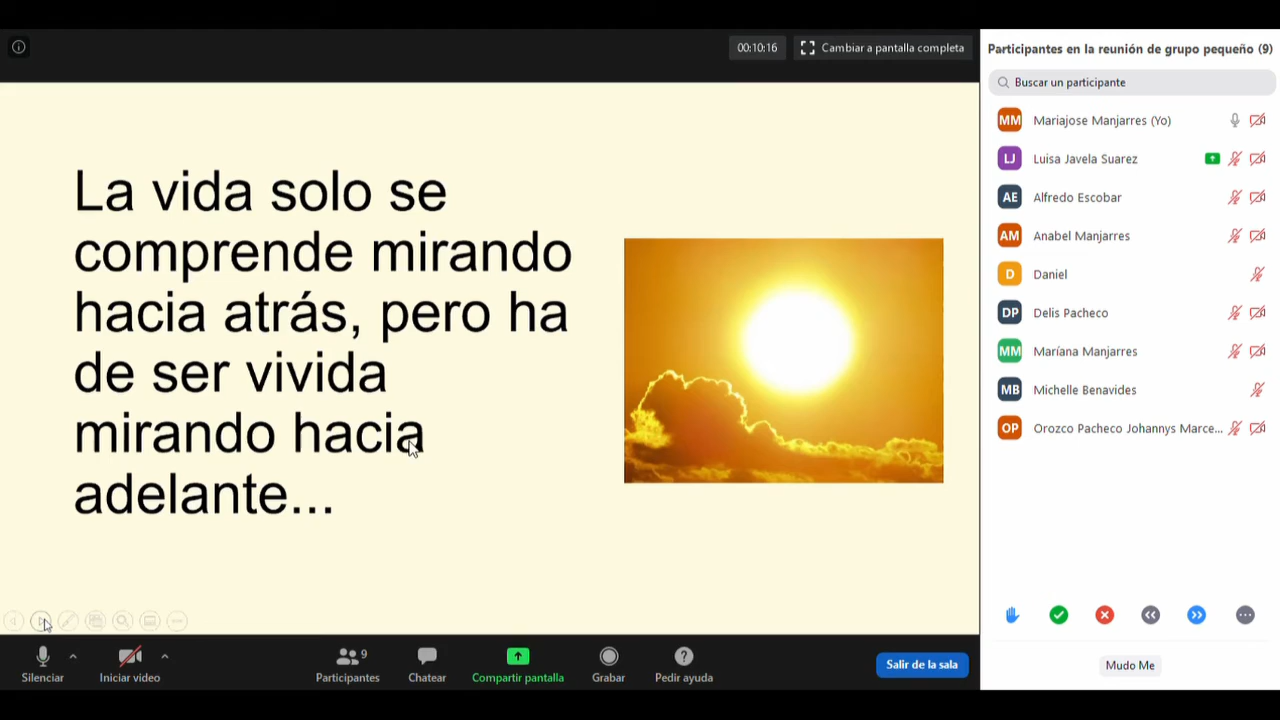 00:10:16
Cambiar a pantalla completa
La vida solo se
comprende mirando
hacia atrás, pero ha
de ser vivida
mirando hacia
adelante...
Silenciar
Iniciar video
9
Participantes
Chatear
Compartir pantalla
Grabar
Pedir ayuda
Salir de la sala
Participantes en la reunión de grupo pequeño (9)
Buscar un participante
MM Mariajose Manjarres (Yo)
LJ Luisa Javela Suarez
AE Alfredo Escobar
AM Anabel Manjarres
D Daniel
DP Delis Pacheco
MM Maríana Manjarres
MB Michelle Benavides
OP Orozco Pacheco Johannys Marce...
Mudo Me